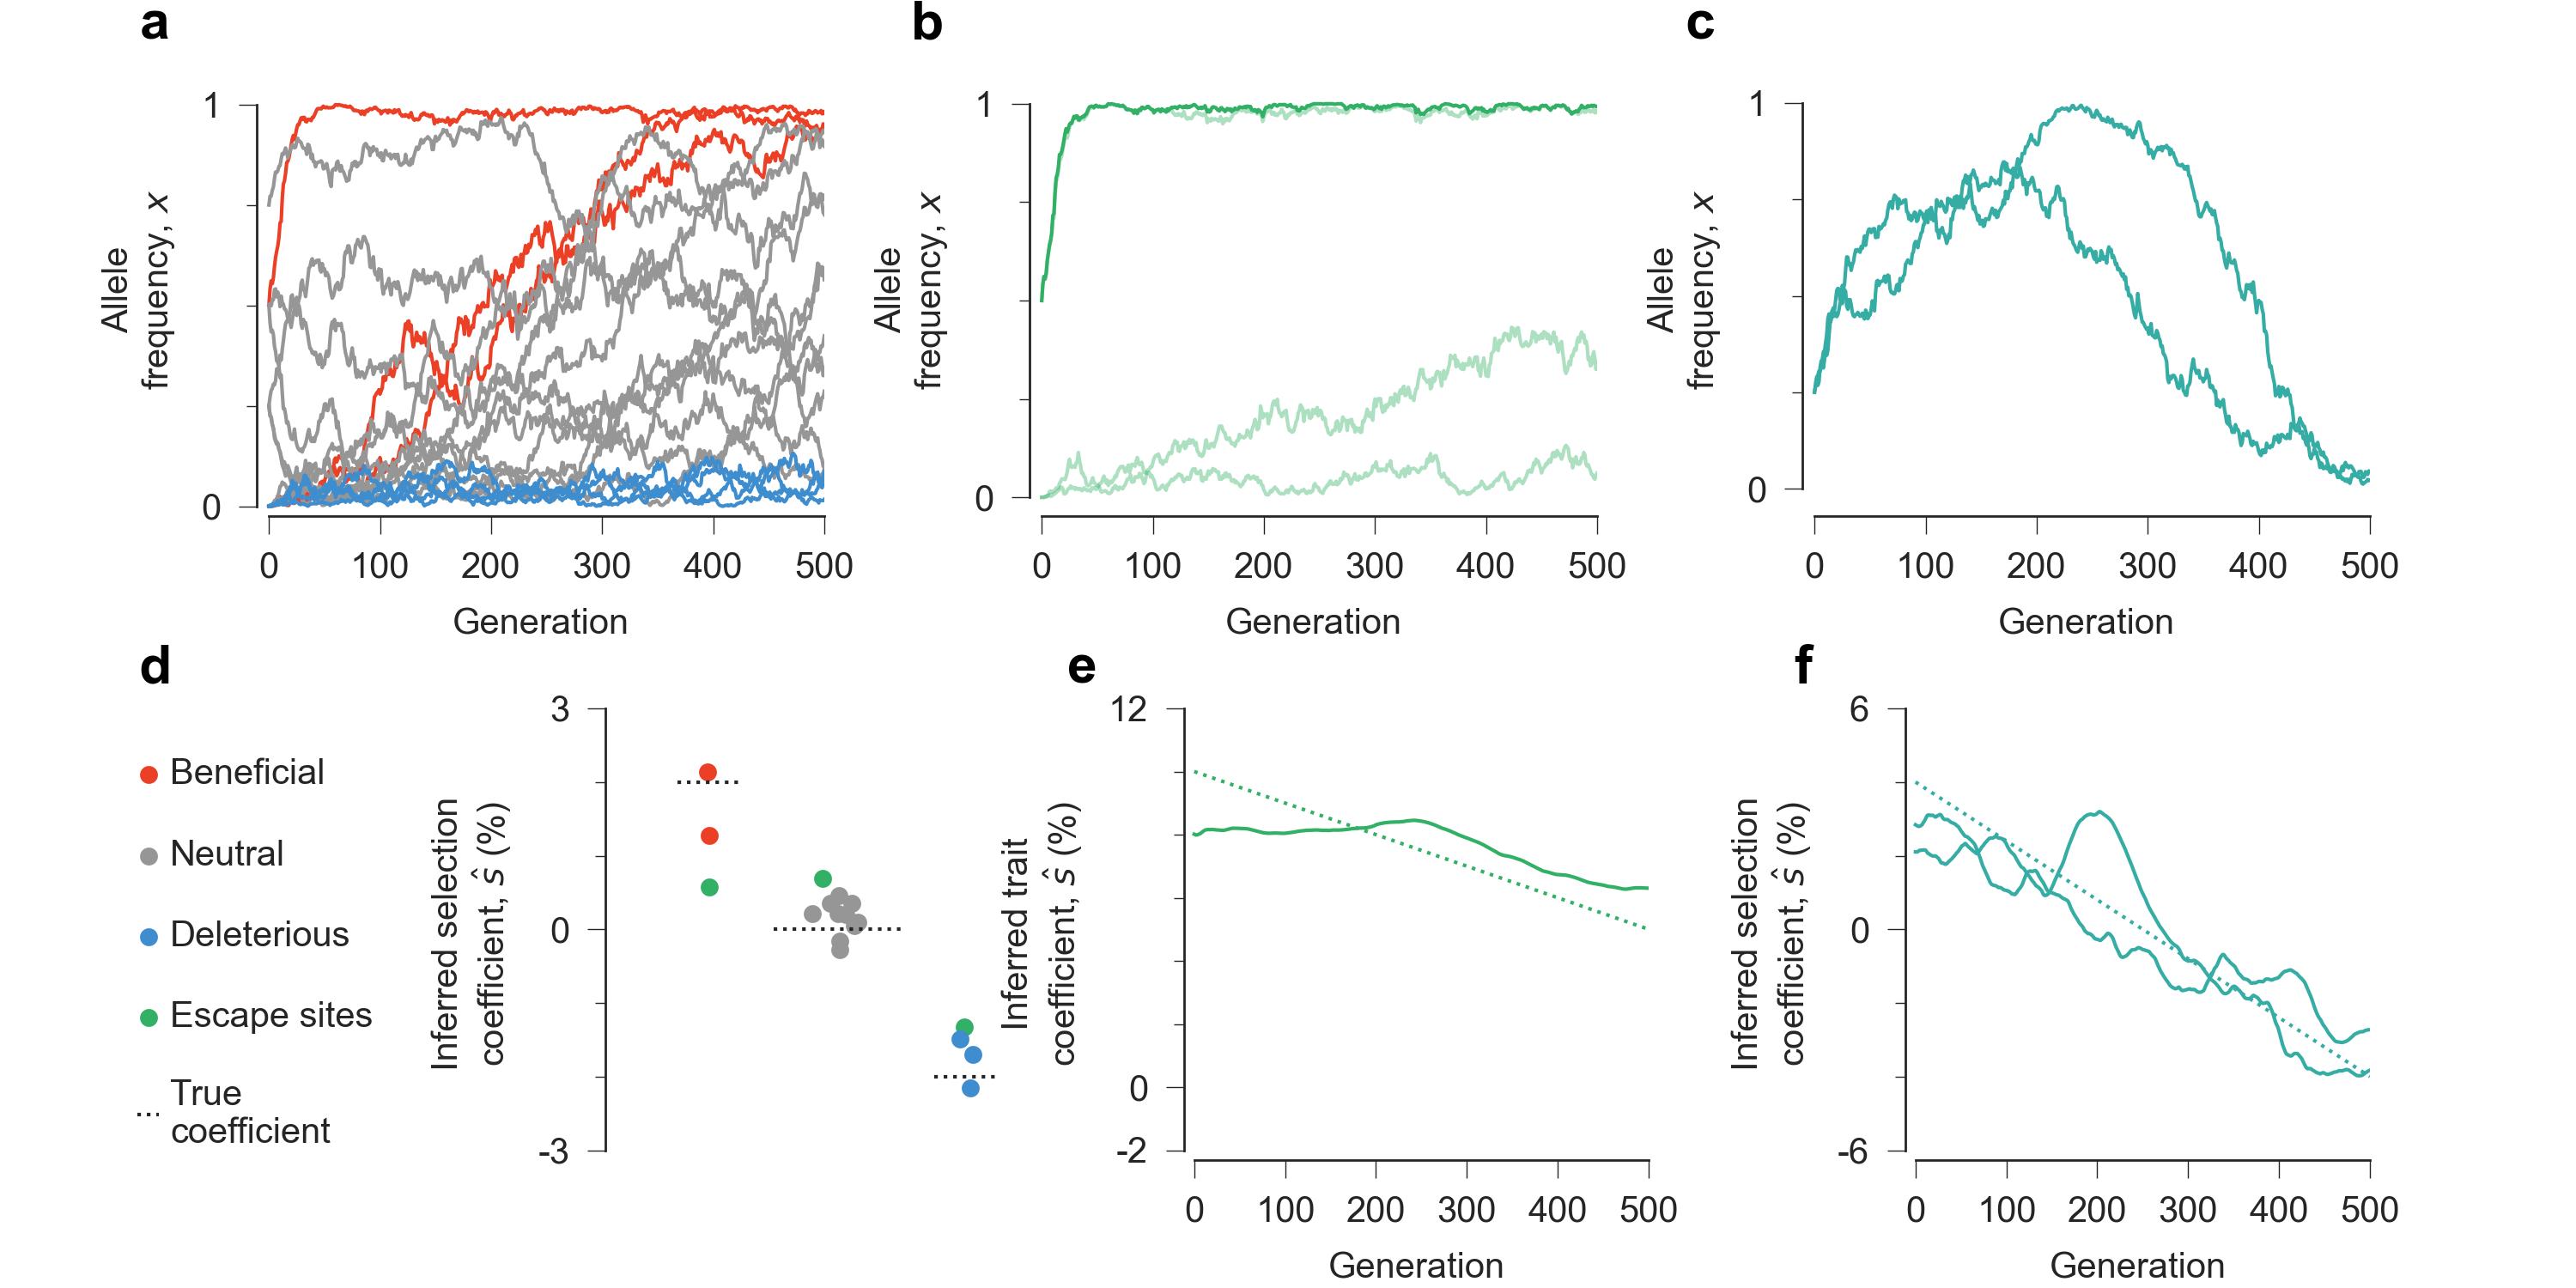 a
1
0
Allele
frequency, x
0 100 200 300 400 500
Generation
b
1
0
Allele
frequency, x
0 100 200 300 400 500
Generation
c
1
0
Allele
frequency, x
0 100 200 300 400 500
Generation
d
Beneficial
Neutral
Deleterious
Escape sites
... True
coefficient
3
0
-3
Inferred selection
coefficient, ŝ (%)
e
12
0
-2
Inferred trait
coefficient, ŝ (%)
0 100 200 300 400 500
Generation
f
6
0
-6
Inferred selection
coefficient, ŝ (%)
0 100 200 300 400 500
Generation